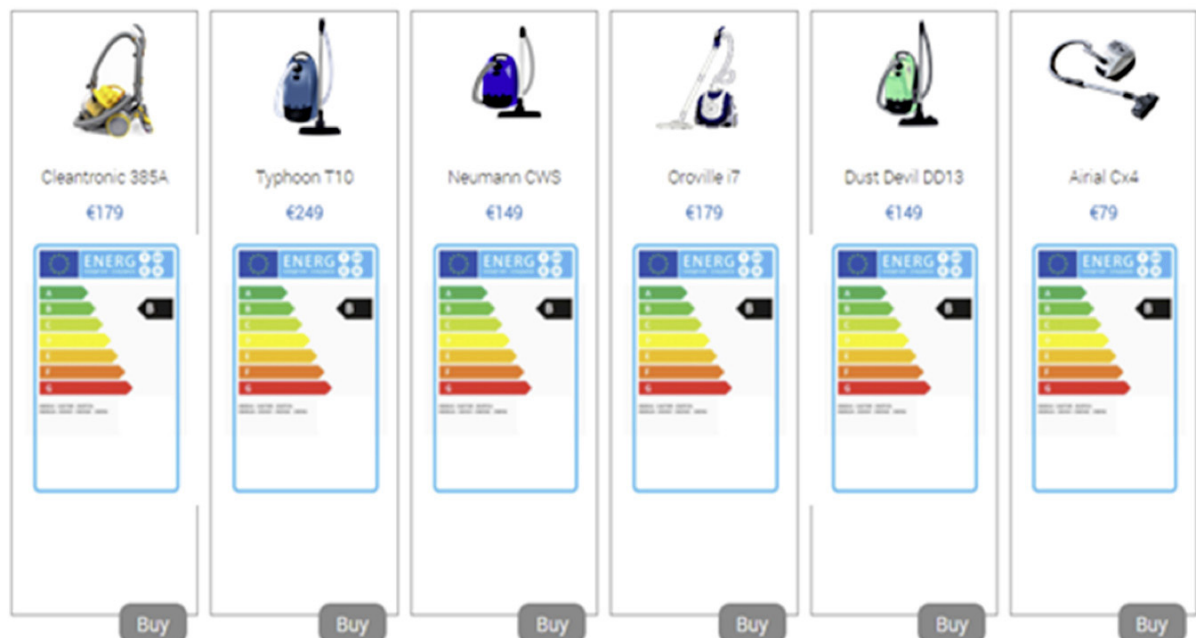 Cleantronic 385A
€179
ENERG
A
B
C
E
F
G
B
Buy
Typhoon T10
€249
ENERG
A
B
C
E
F
G
B
Buy
Neumann CWS
€149
ENERG
A
B
C
E
F
G
B
Buy
Oroville i7
€179
ENERG
A
B
C
E
F
G
B
Buy
Dust Devil DD13
€149
ENERG
A
B
C
E
F
G
B
Buy
Airial Cx4
€79
ENERG
A
B
C
E
F
G
B
Buy